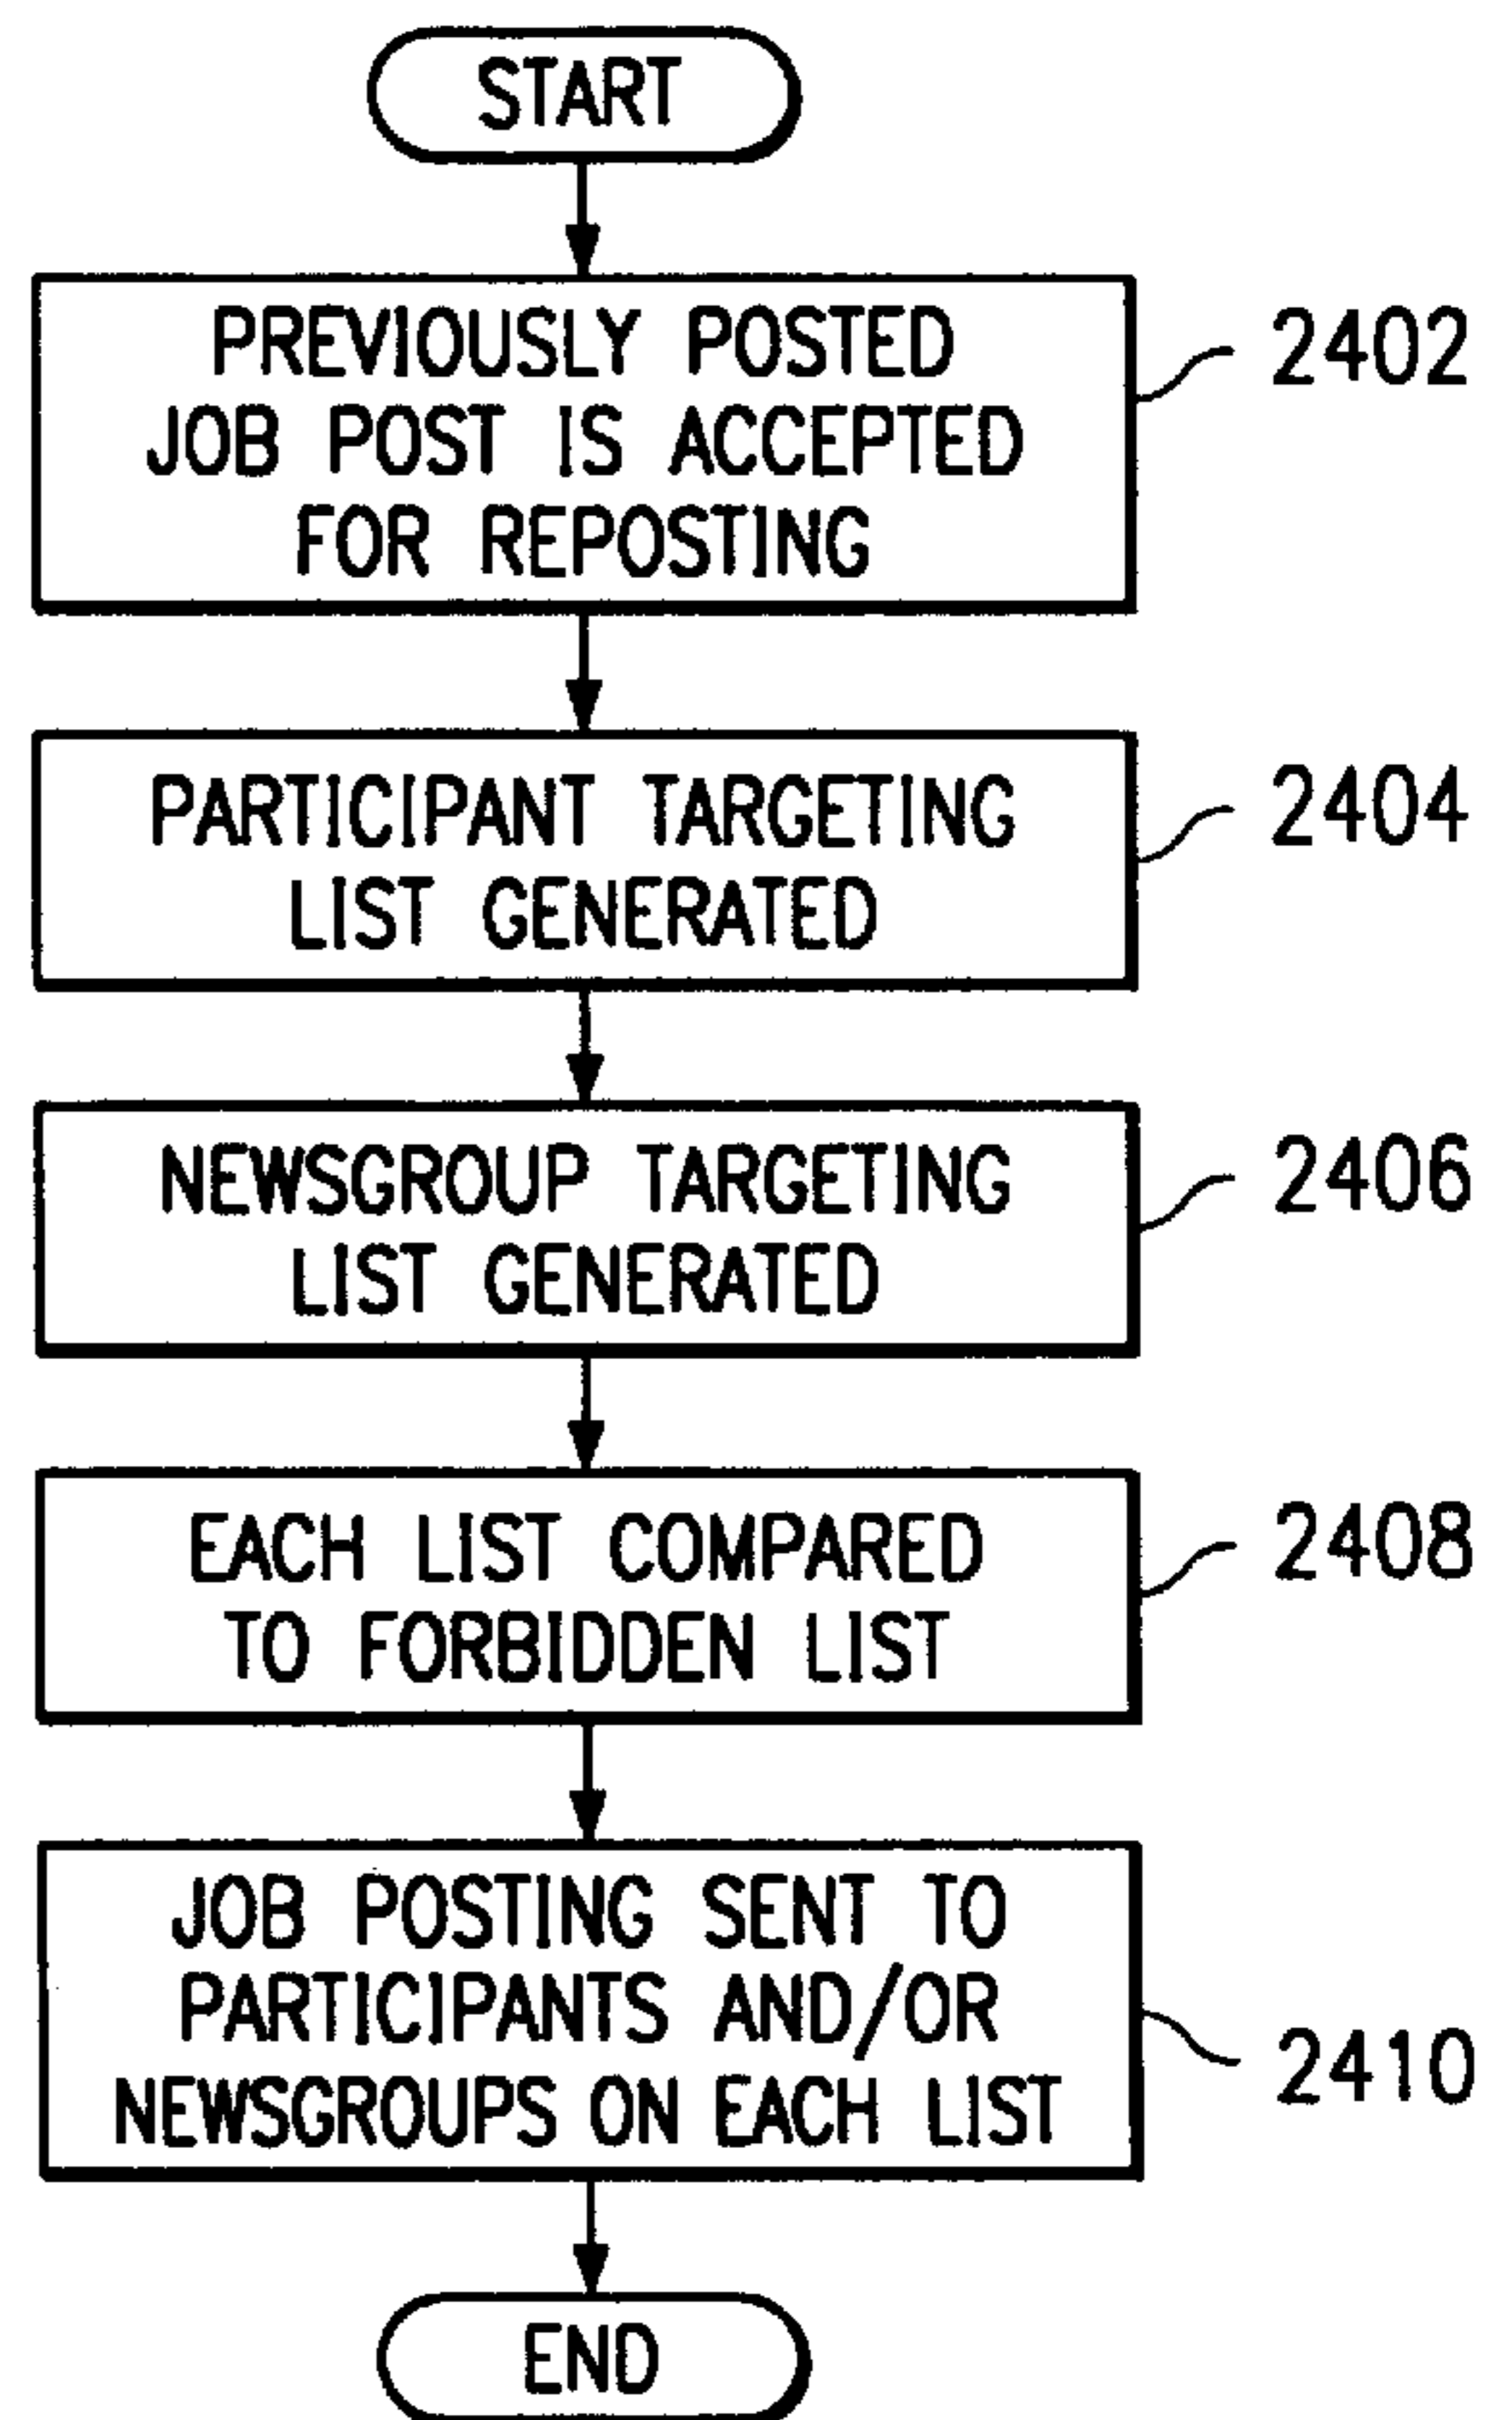 START
PREVIOUSLY POSTED
JOB POST IS ACCEPTED
FOR REPOSTING
2402
PARTICIPANT TARGETING
LIST GENERATED
2404
NEWSGROUP TARGETING
LIST GENERATED
2406
EACH LIST COMPARED
TO FORBIDDEN LIST
2408
JOB POSTING SENT TO
PARTICIPANTS AND/OR
NEWSGROUPS ON EACH LIST
2410
END